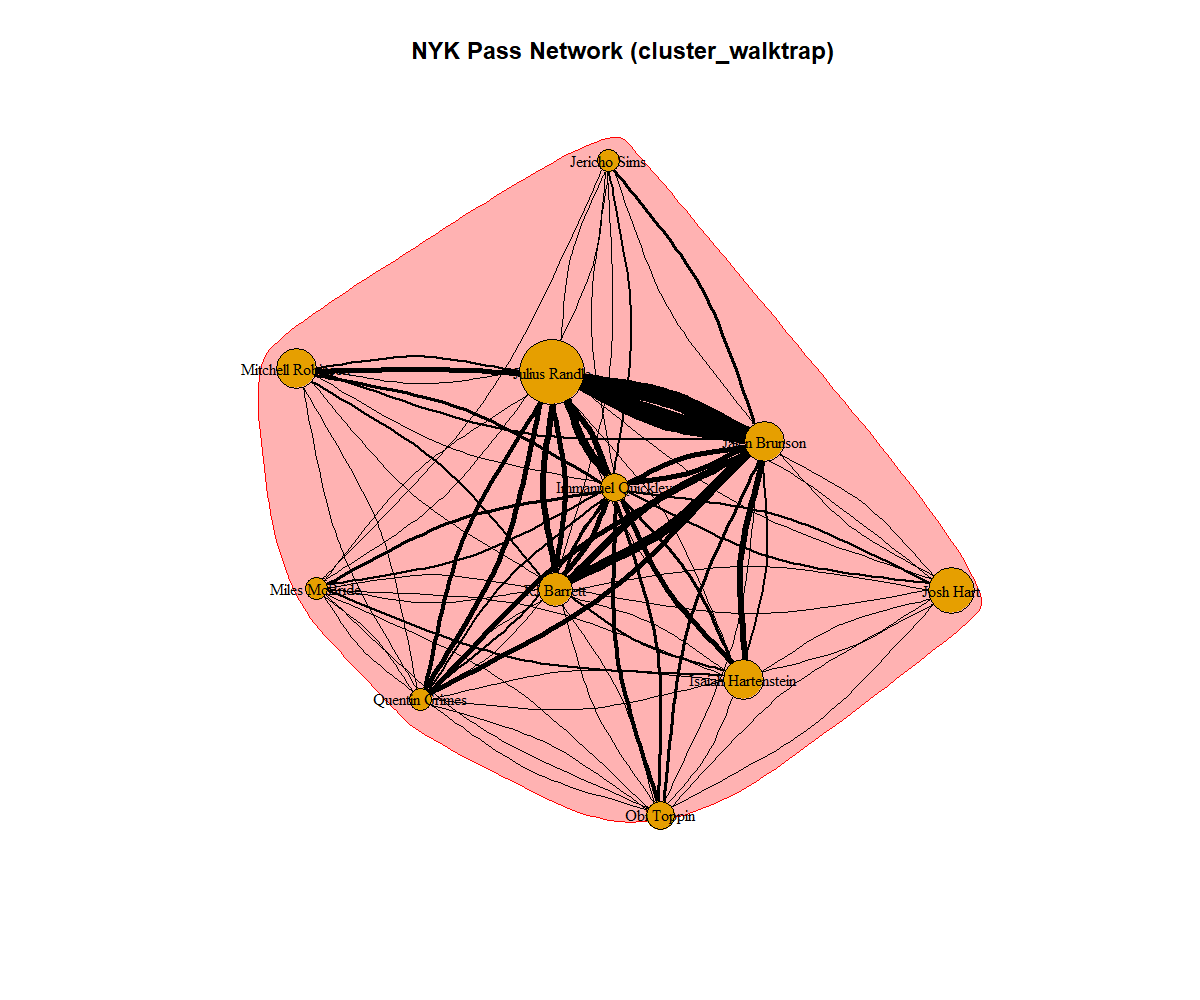 NYK Pass Network (cluster_walktrap)
Jericho Sims
Mitchell Robinson
Julius Randle
Jalen Brunson
Immanuel Quickley
Miles McBride
RJ Barrett
Josh Hart
Isaiah Hartenstein
Quentin Grimes
Obi Toppin